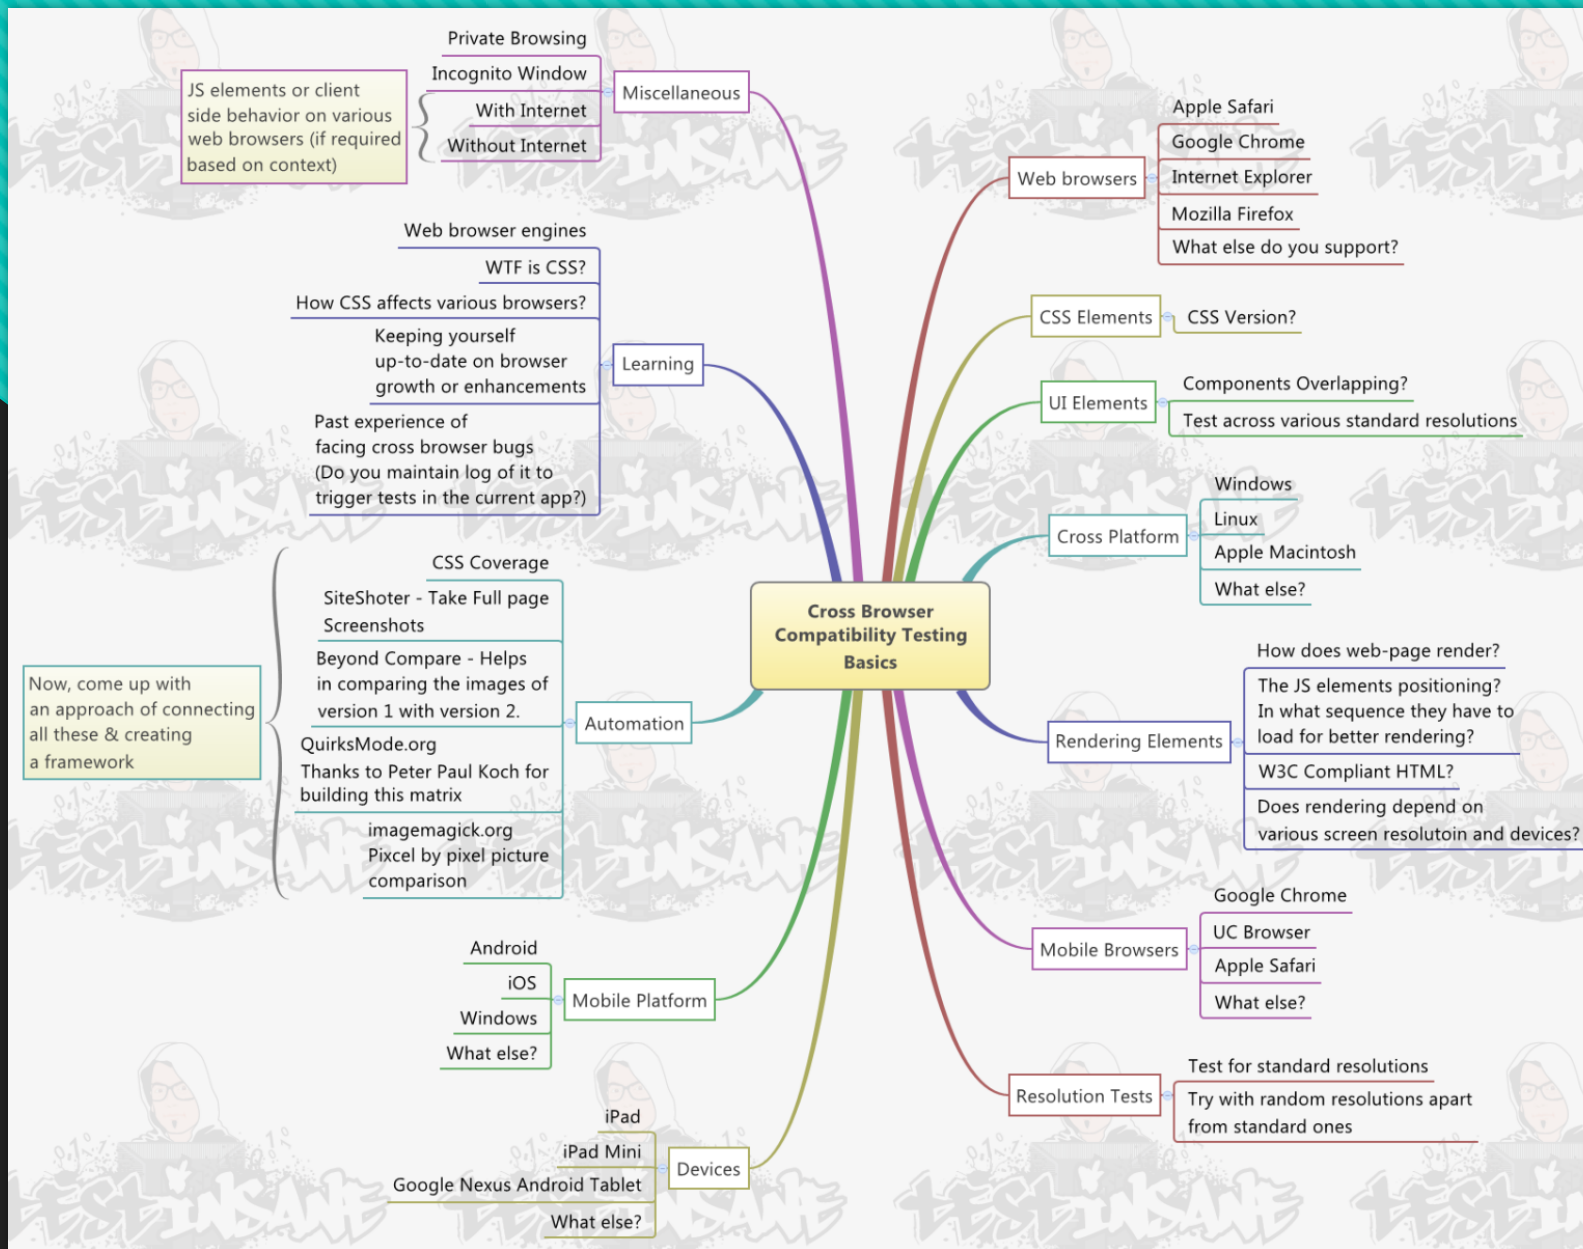 Cross Browser
Compatibility Testing
Basics
Web browsers
Apple Safari
Google Chrome
Internet Explorer
Mozilla Firefox
What else do you support?
CSS Elements
CSS Version?
UI Elements
Components Overlapping?
Test across various standard resolutions
Cross Platform
Windows
Linux
Apple Macintosh
What else?
Rendering Elements
How does web-page render?
The JS elements positioning?
In what sequence they have to
load for better rendering?
W3C Compliant HTML?
Does rendering depend on
various screen resolutoin and devices?
Mobile Browsers
Google Chrome
UC Browser
Apple Safari
What else?
Resolution Tests
Test for standard resolutions
Try with random resolutions apart
from standard ones
Miscellaneous
Private Browsing
Incognito Window
With Internet
Without Internet
JS elements or client
side behavior on various
web browsers (if required
based on context)
Learning
Web browser engines
WTF is CSS?
How CSS affects various browsers?
Keeping yourself
up-to-date on browser
growth or enhancements
Past experience of
facing cross browser bugs
(Do you maintain log of it to
trigger tests in the current app?)
Automation
CSS Coverage
SiteShoter - Take Full page
Screenshots
Beyond Compare - Helps
in comparing the images of
version 1 with version 2.
QuirksMode.org
Thanks to Peter Paul Koch for
building this matrix
imagemagick.org
Pixcel by pixel picture
comparison
Now, come up with
an approach of connecting
all these & creating
a framework
Mobile Platform
Android
iOS
Windows
What else?
Devices
iPad
iPad Mini
Google Nexus Android Tablet
What else?
TEST INSANE